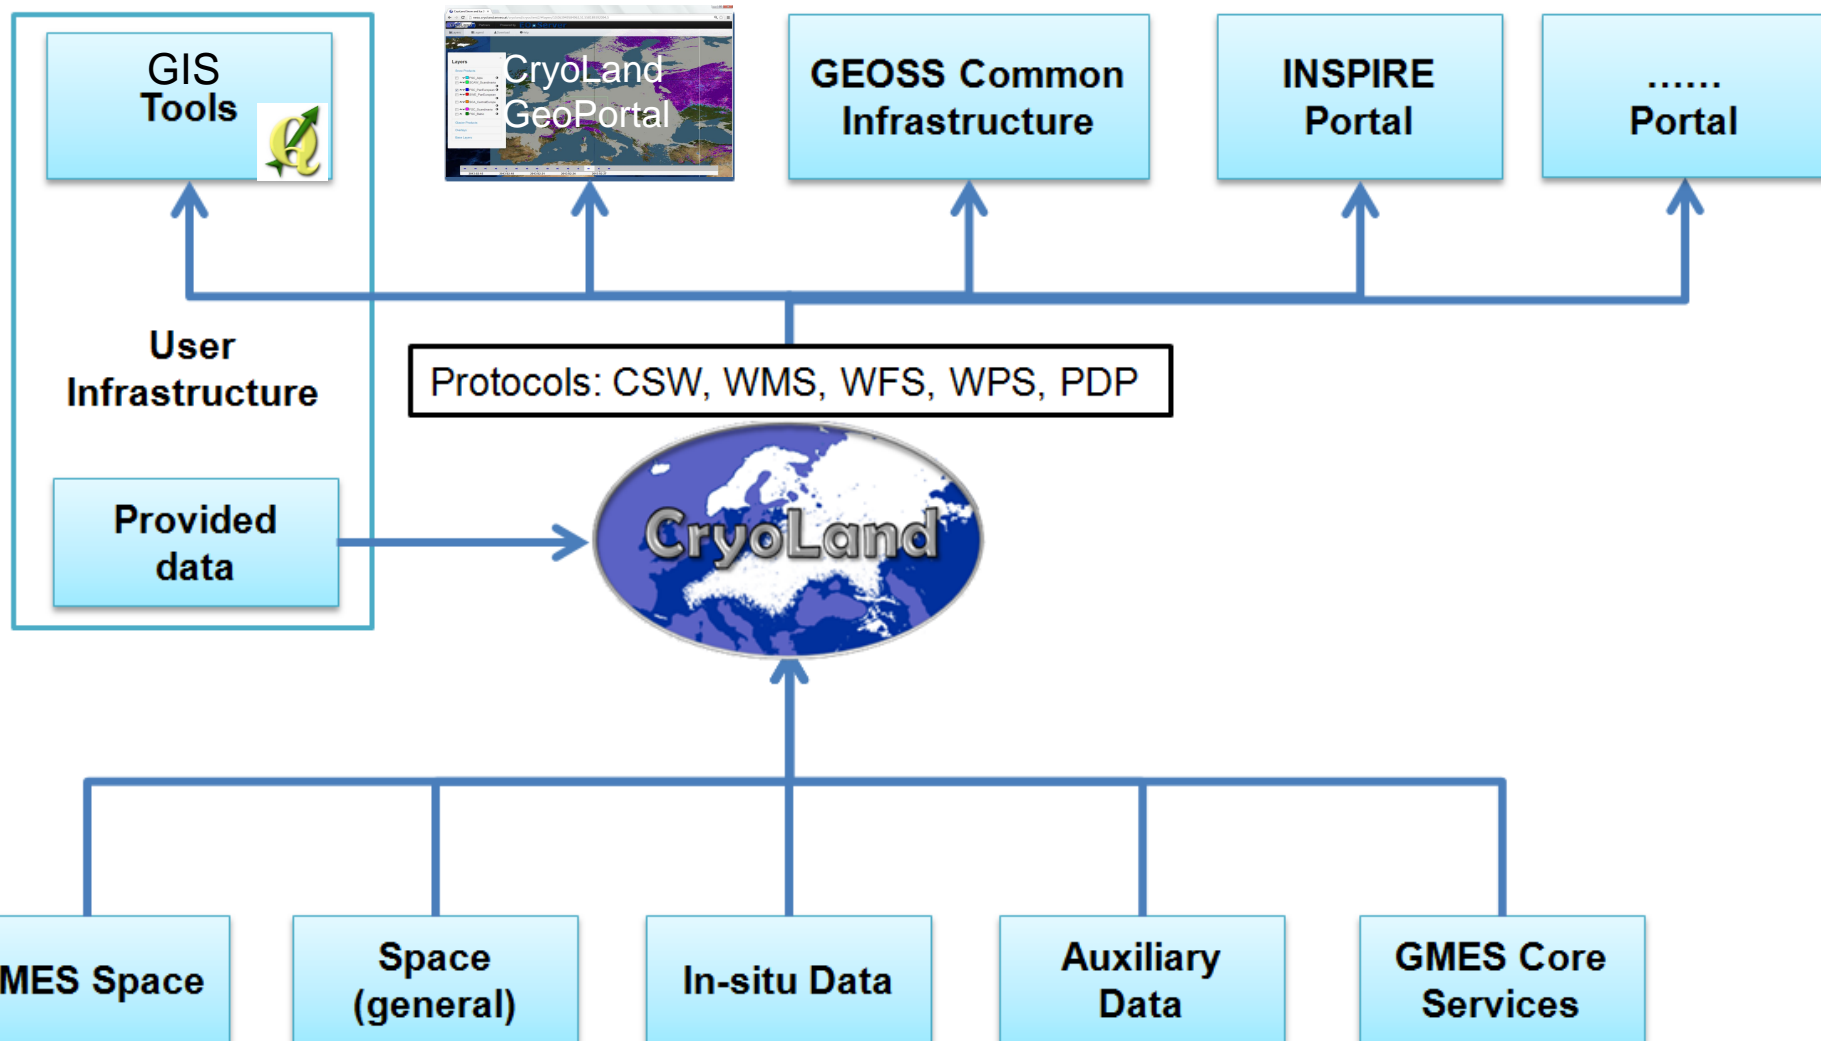 GIS
Tools
CryoLand
GeoPortal
Layers
GEOSS Common
Infrastructure
INSPIRE
Portal
......
Portal
User
Infrastructure
Protocols: CSW, WMS, WFS, WPS, PDP
Provided
data
CryoLand
MES Space
Space
(general)
In-situ Data
Auxiliary
Data
GMES Core
Services